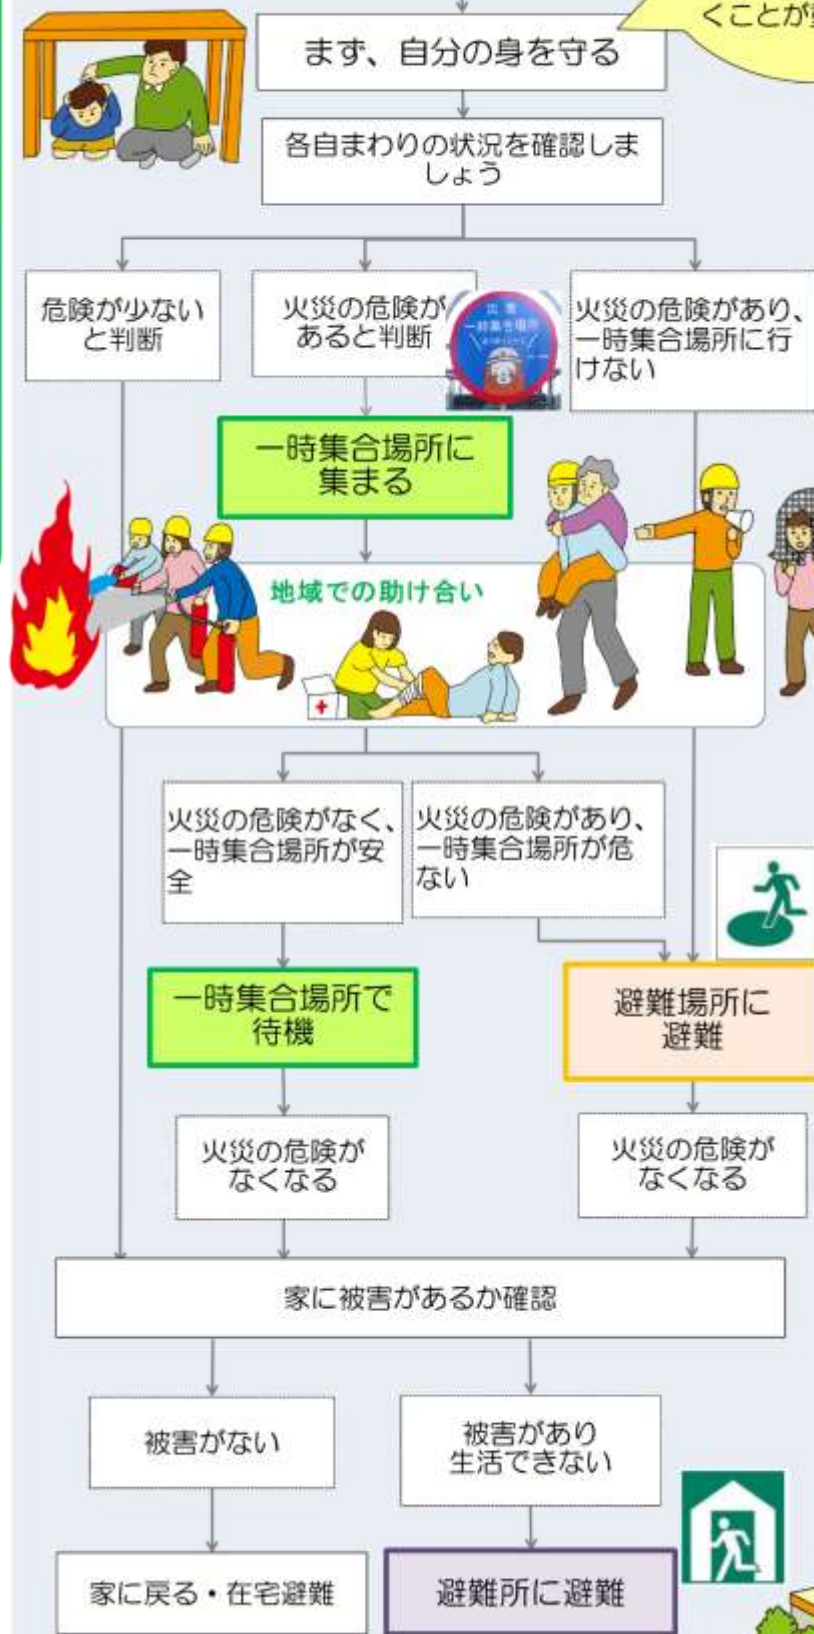 くことが
まず、自分の身を守る
各自まわりの状況を確認しま
しょう
危険が少ない
と判断
火災の危険が
あると判断
災害
一時集合場所
火災の危険があり、
一時集合場所に行
けない
一時集合場所に
集まる
地域での助け合い
火災の危険がなく、
一時集合場所が安
全
火災の危険があり、
一時集合場所が危
ない
一時集合場所で
待機
避難場所に
避難
火災の危険が
なくなる
火災の危険が
なくなる
家に被害があるか確認
被害がない
被害があり
生活できない
家に戻る・在宅避難
避難所に避難